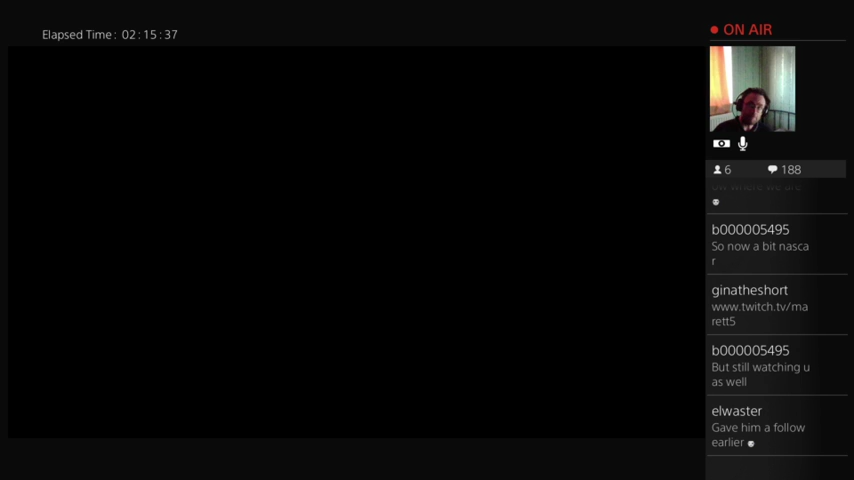 Elapsed Time: 02:15:37
ON AIR
6 188
b000005495
So now a bit nasca
r
ginatheshort
www.twitch.tv/ma
rett5
b000005495
But still watching u
as well
elwaster
Gave him a follow
earlier